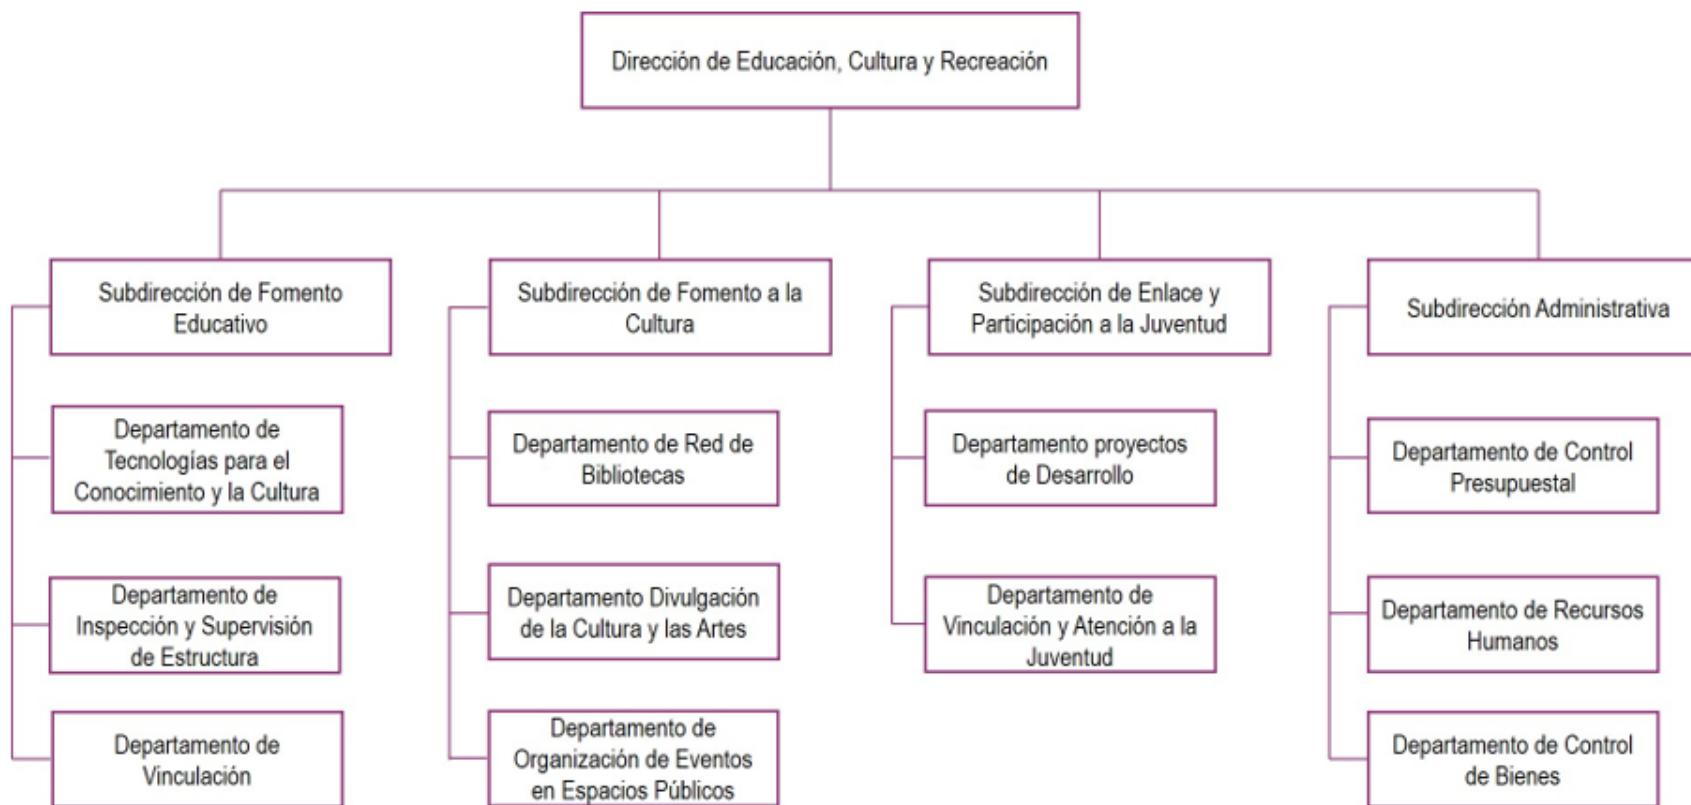 Dirección de Educación, Cultura y Recreación
Subdirección de Fomento
Educativo
Departamento de
Tecnologías para el
Conocimiento y la Cultura
Departamento de
Inspección y Supervisión
de Estructura
Departamento de
Vinculación
Subdirección de Fomento a la
Cultura
Departamento de Red de
Bibliotecas
Departamento Divulgación
de la Cultura y las Artes
Departamento de
Organización de Eventos
en Espacios Públicos
Subdirección de Enlace y
Participación a la Juventud
Departamento proyectos
de Desarrollo
Departamento de
Vinculación y Atención a la
Juventud
Subdirección Administrativa
Departamento de Control
Presupuestal
Departamento de Recursos
Humanos
Departamento de Control
de Bienes